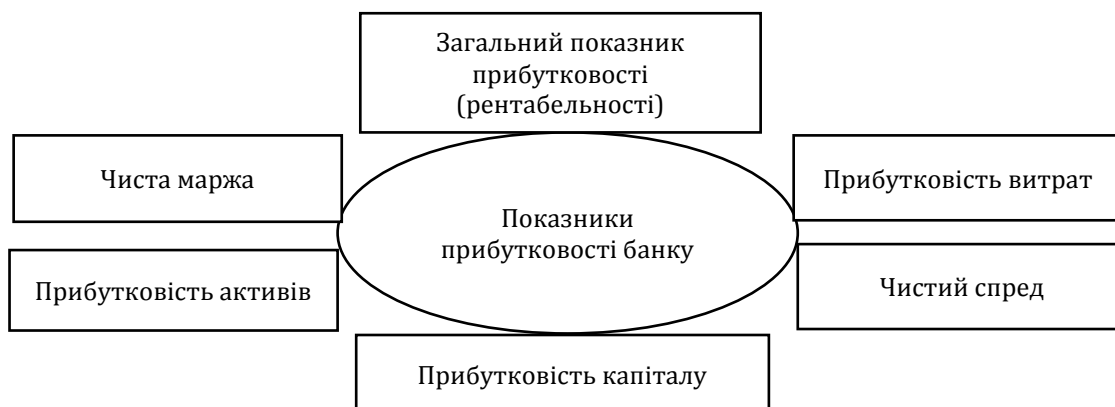 Загальний показник
прибутковості
(рентабельності)
Чиста маржа
Прибутковість витрат
Показники
прибутковості банку
Прибутковість активів
Чистий спред
Прибутковість капіталу